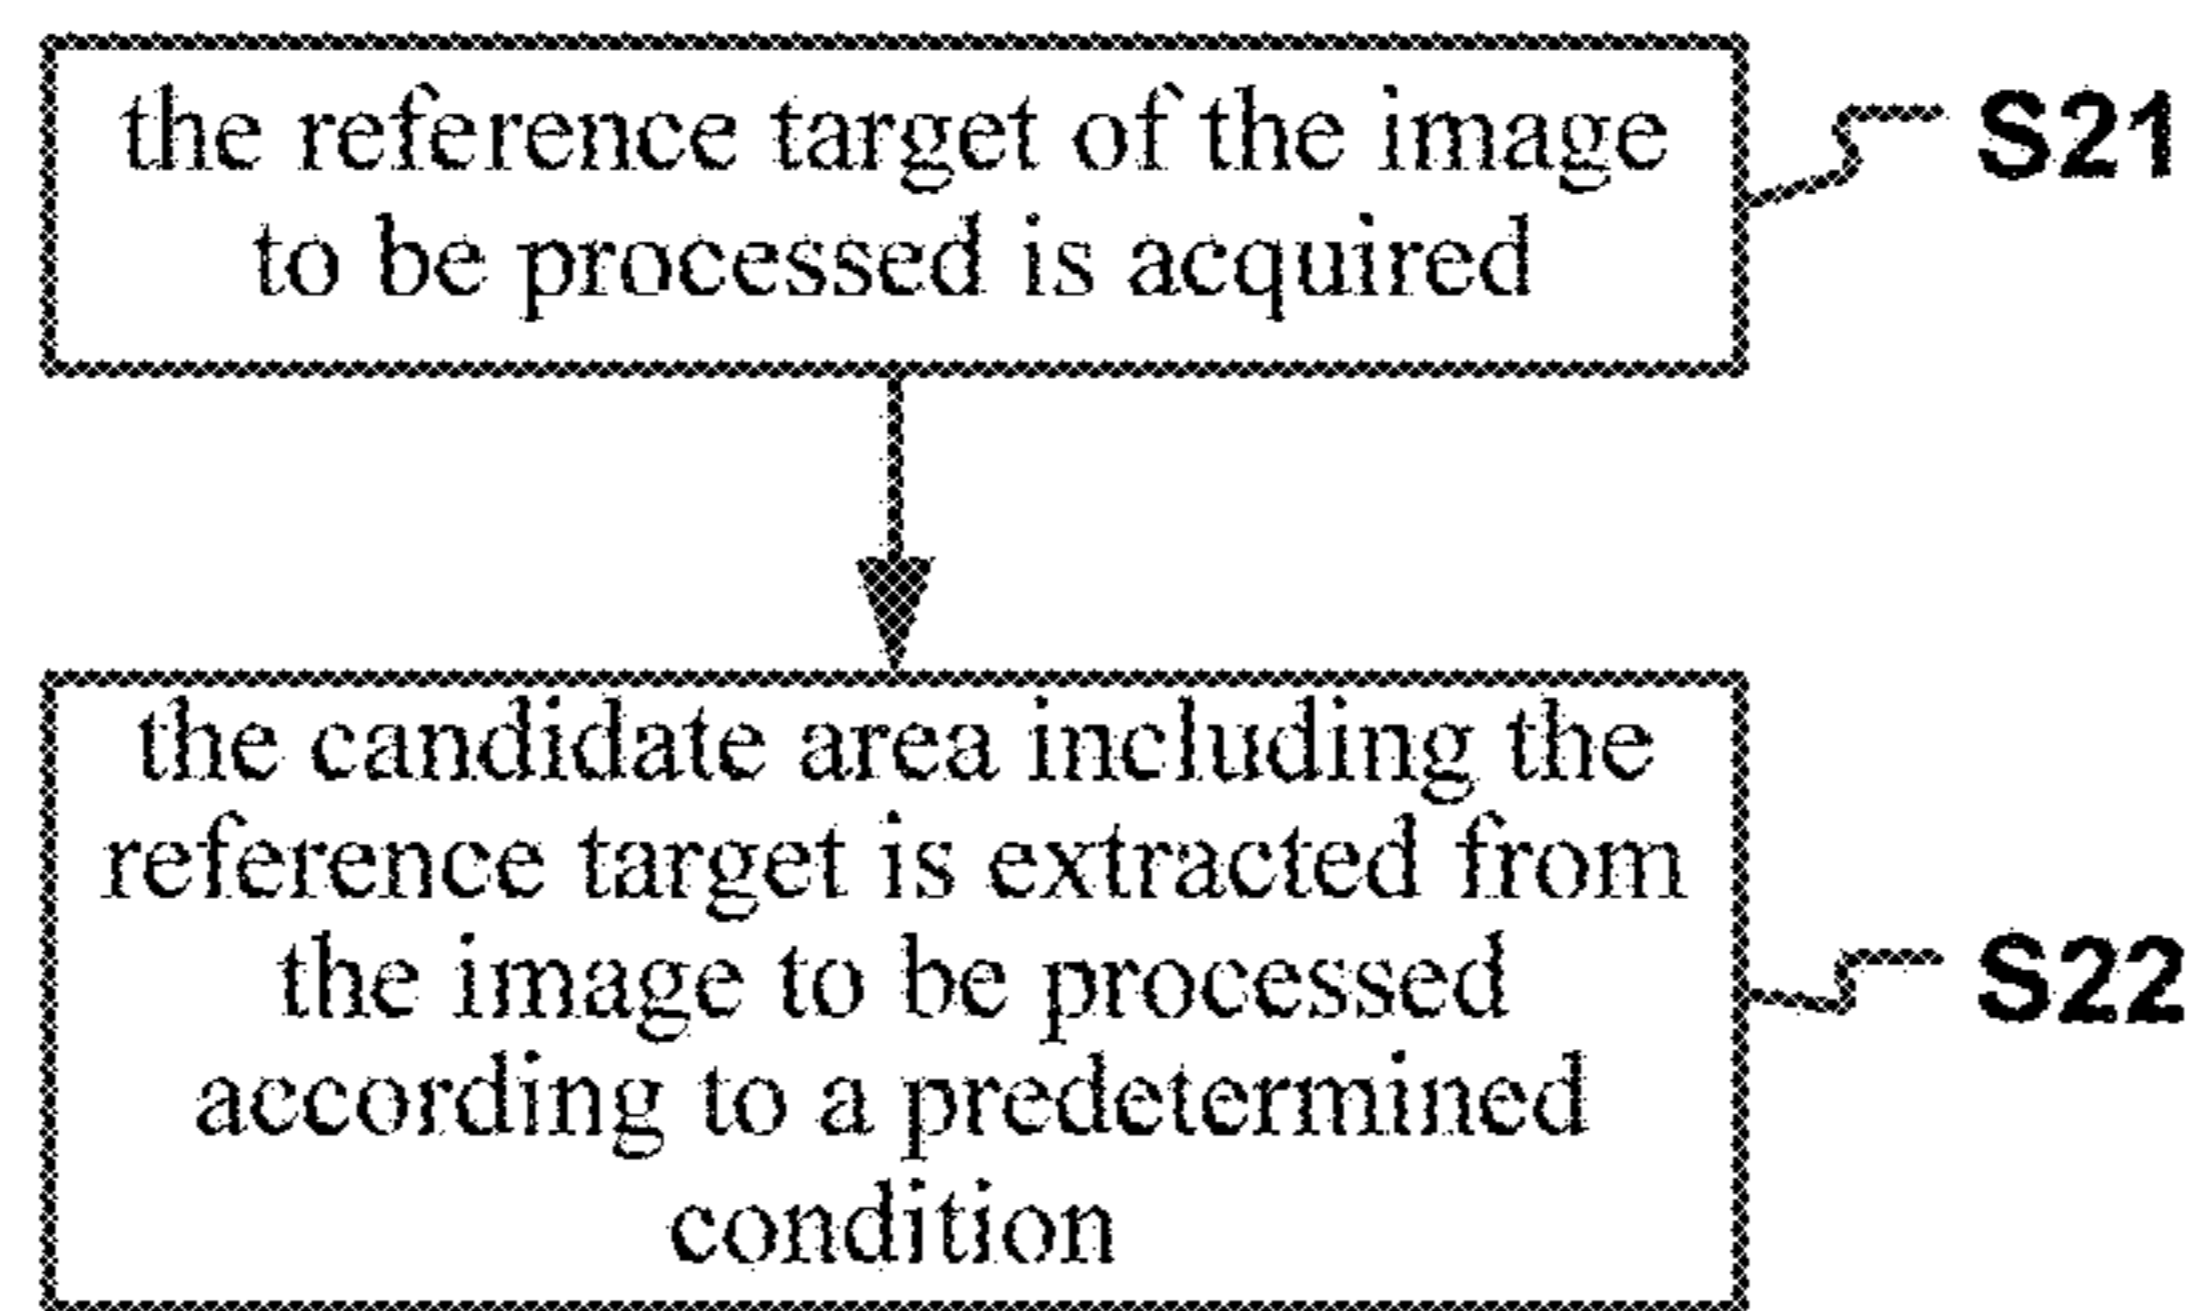 the reference target of the image
to be processed is acquired
S21
the candidate area including the
reference target is extracted from
the image to be processed
according to a predetermined
condition
S22